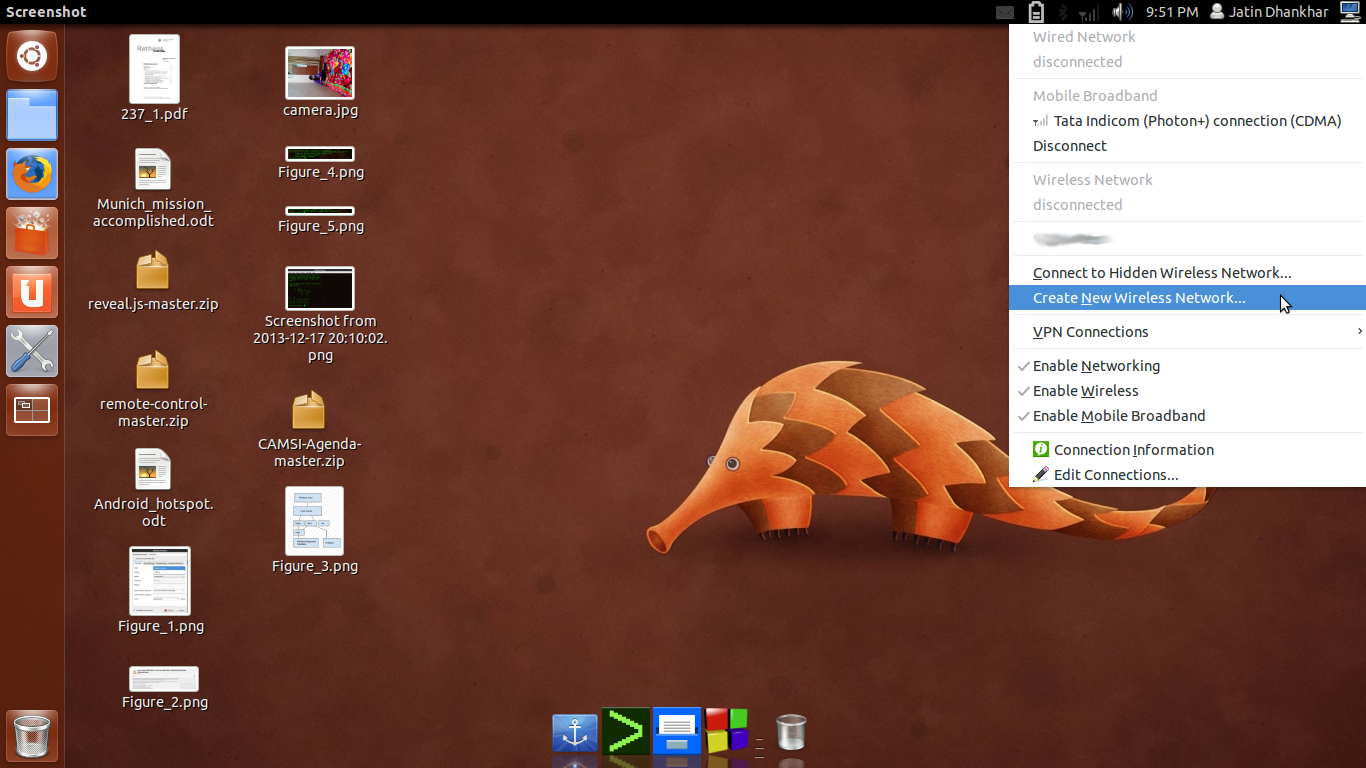 Screenshot
9:51 PM
Jatin Dhankhar
237_1.pdf
Munich_mission_
accomplished.odt
reveal.js-master.zip
remote-control-
master.zip
Android_hotspot.
odt
Figure_1.png
Figure_2.png
camera.jpg
Figure_4.png
Figure_5.png
Screenshot from
2013-12-17 20:10:02.
png
CAMSI-Agenda-
master.zip
Figure_3.png
Wired Network
disconnected
Mobile Broadband
Tata Indicom (Photon+) connection (CDMA)
Disconnect
Wireless Network
disconnected
Connect to Hidden Wireless Network...
Create New Wireless Network...
VPN Connections
Enable Networking
Enable Wireless
Enable Mobile Broadband
Connection Information
Edit Connections...